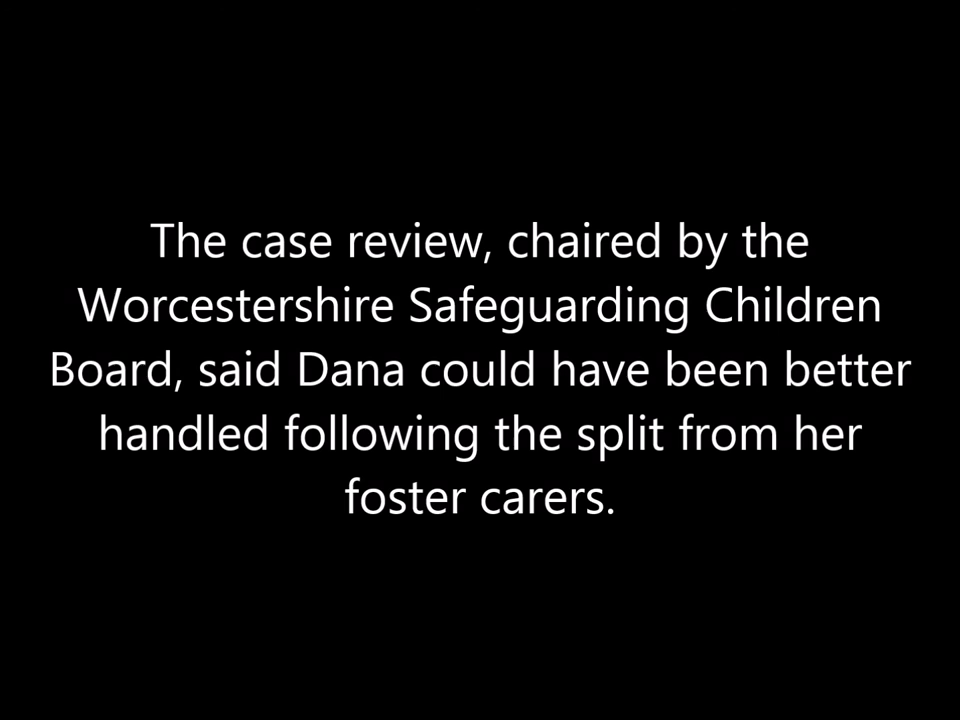 The case review, chaired by the
Worcestershire Safeguarding Children
Board, said Dana could have been better
handled following the split from her
foster carers.